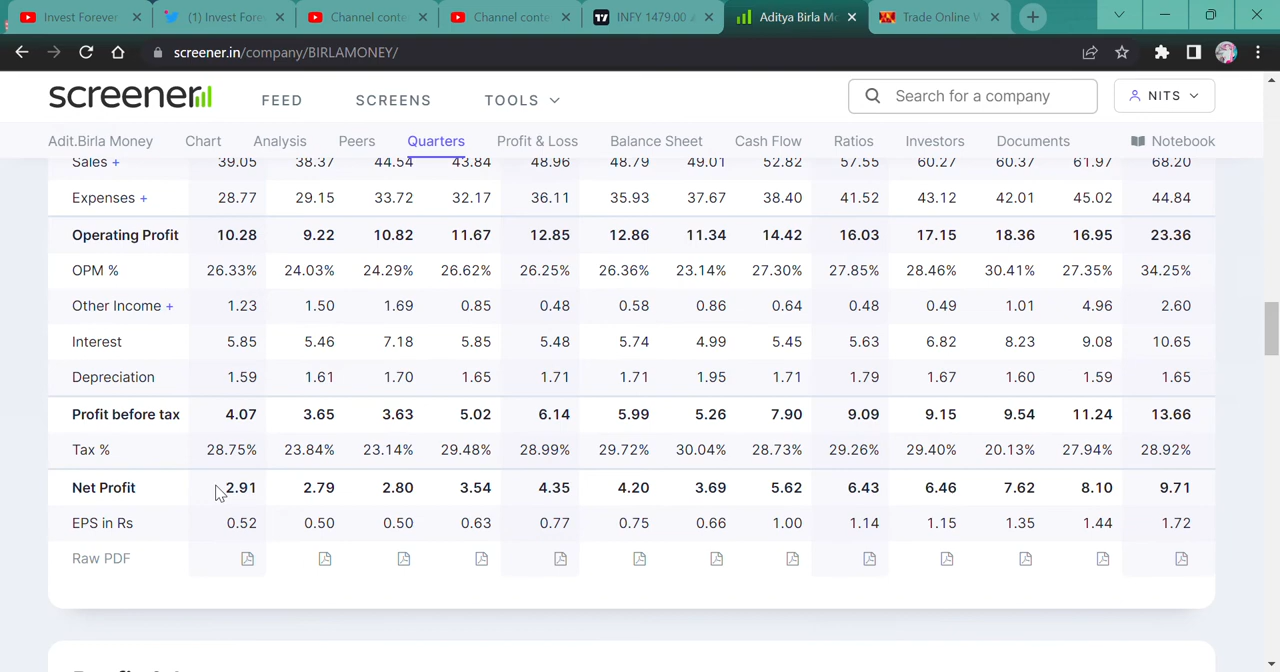 Invest Forever
(1) Invest Fore
Channel conte
Channel conte
INFY 1479.00
Aditya Birla Mo
Trade Online
screener.in/company/BIRLAMONEY/
screener
FEED
SCREENS
TOOLS
Search for a company
NITS
Adit.Birla Money Chart Analysis Peers Quarters Profit & Loss Balance Sheet Cash Flow Ratios Investors Documents Notebook
Sales + 39.05 38.37 44.54 43.84 48.96 48.79 49.01 52.82 57.55 60.27 60.37 61.97 68.20
Expenses + 28.77 29.15 33.72 32.17 36.11 35.93 37.67 38.40 41.52 43.12 42.01 45.02 44.84
Operating Profit 10.28 9.22 10.82 11.67 12.85 12.86 11.34 14.42 16.03 17.15 18.36 16.95 23.36
OPM % 26.33% 24.03% 24.29% 26.62% 26.25% 26.36% 23.14% 27.30% 27.85% 28.46% 30.41% 27.35% 34.25%
Other Income + 1.23 1.50 1.69 0.85 0.48 0.58 0.86 0.64 0.48 0.49 1.01 4.96 2.60
Interest 5.85 5.46 7.18 5.85 5.48 5.74 4.99 5.45 5.63 6.82 8.23 9.08 10.65
Depreciation 1.59 1.61 1.70 1.65 1.71 1.71 1.95 1.71 1.79 1.67 1.60 1.59 1.65
Profit before tax 4.07 3.65 3.63 5.02 6.14 5.99 5.26 7.90 9.09 9.15 9.54 11.24 13.66
Tax % 28.75% 23.84% 23.14% 29.48% 28.99% 29.72% 30.04% 28.73% 29.26% 29.40% 20.13% 27.94% 28.92%
Net Profit 2.91 2.79 2.80 3.54 4.35 4.20 3.69 5.62 6.43 6.46 7.62 8.10 9.71
EPS in Rs 0.52 0.50 0.50 0.63 0.77 0.75 0.66 1.00 1.14 1.15 1.35 1.44 1.72
Raw PDF